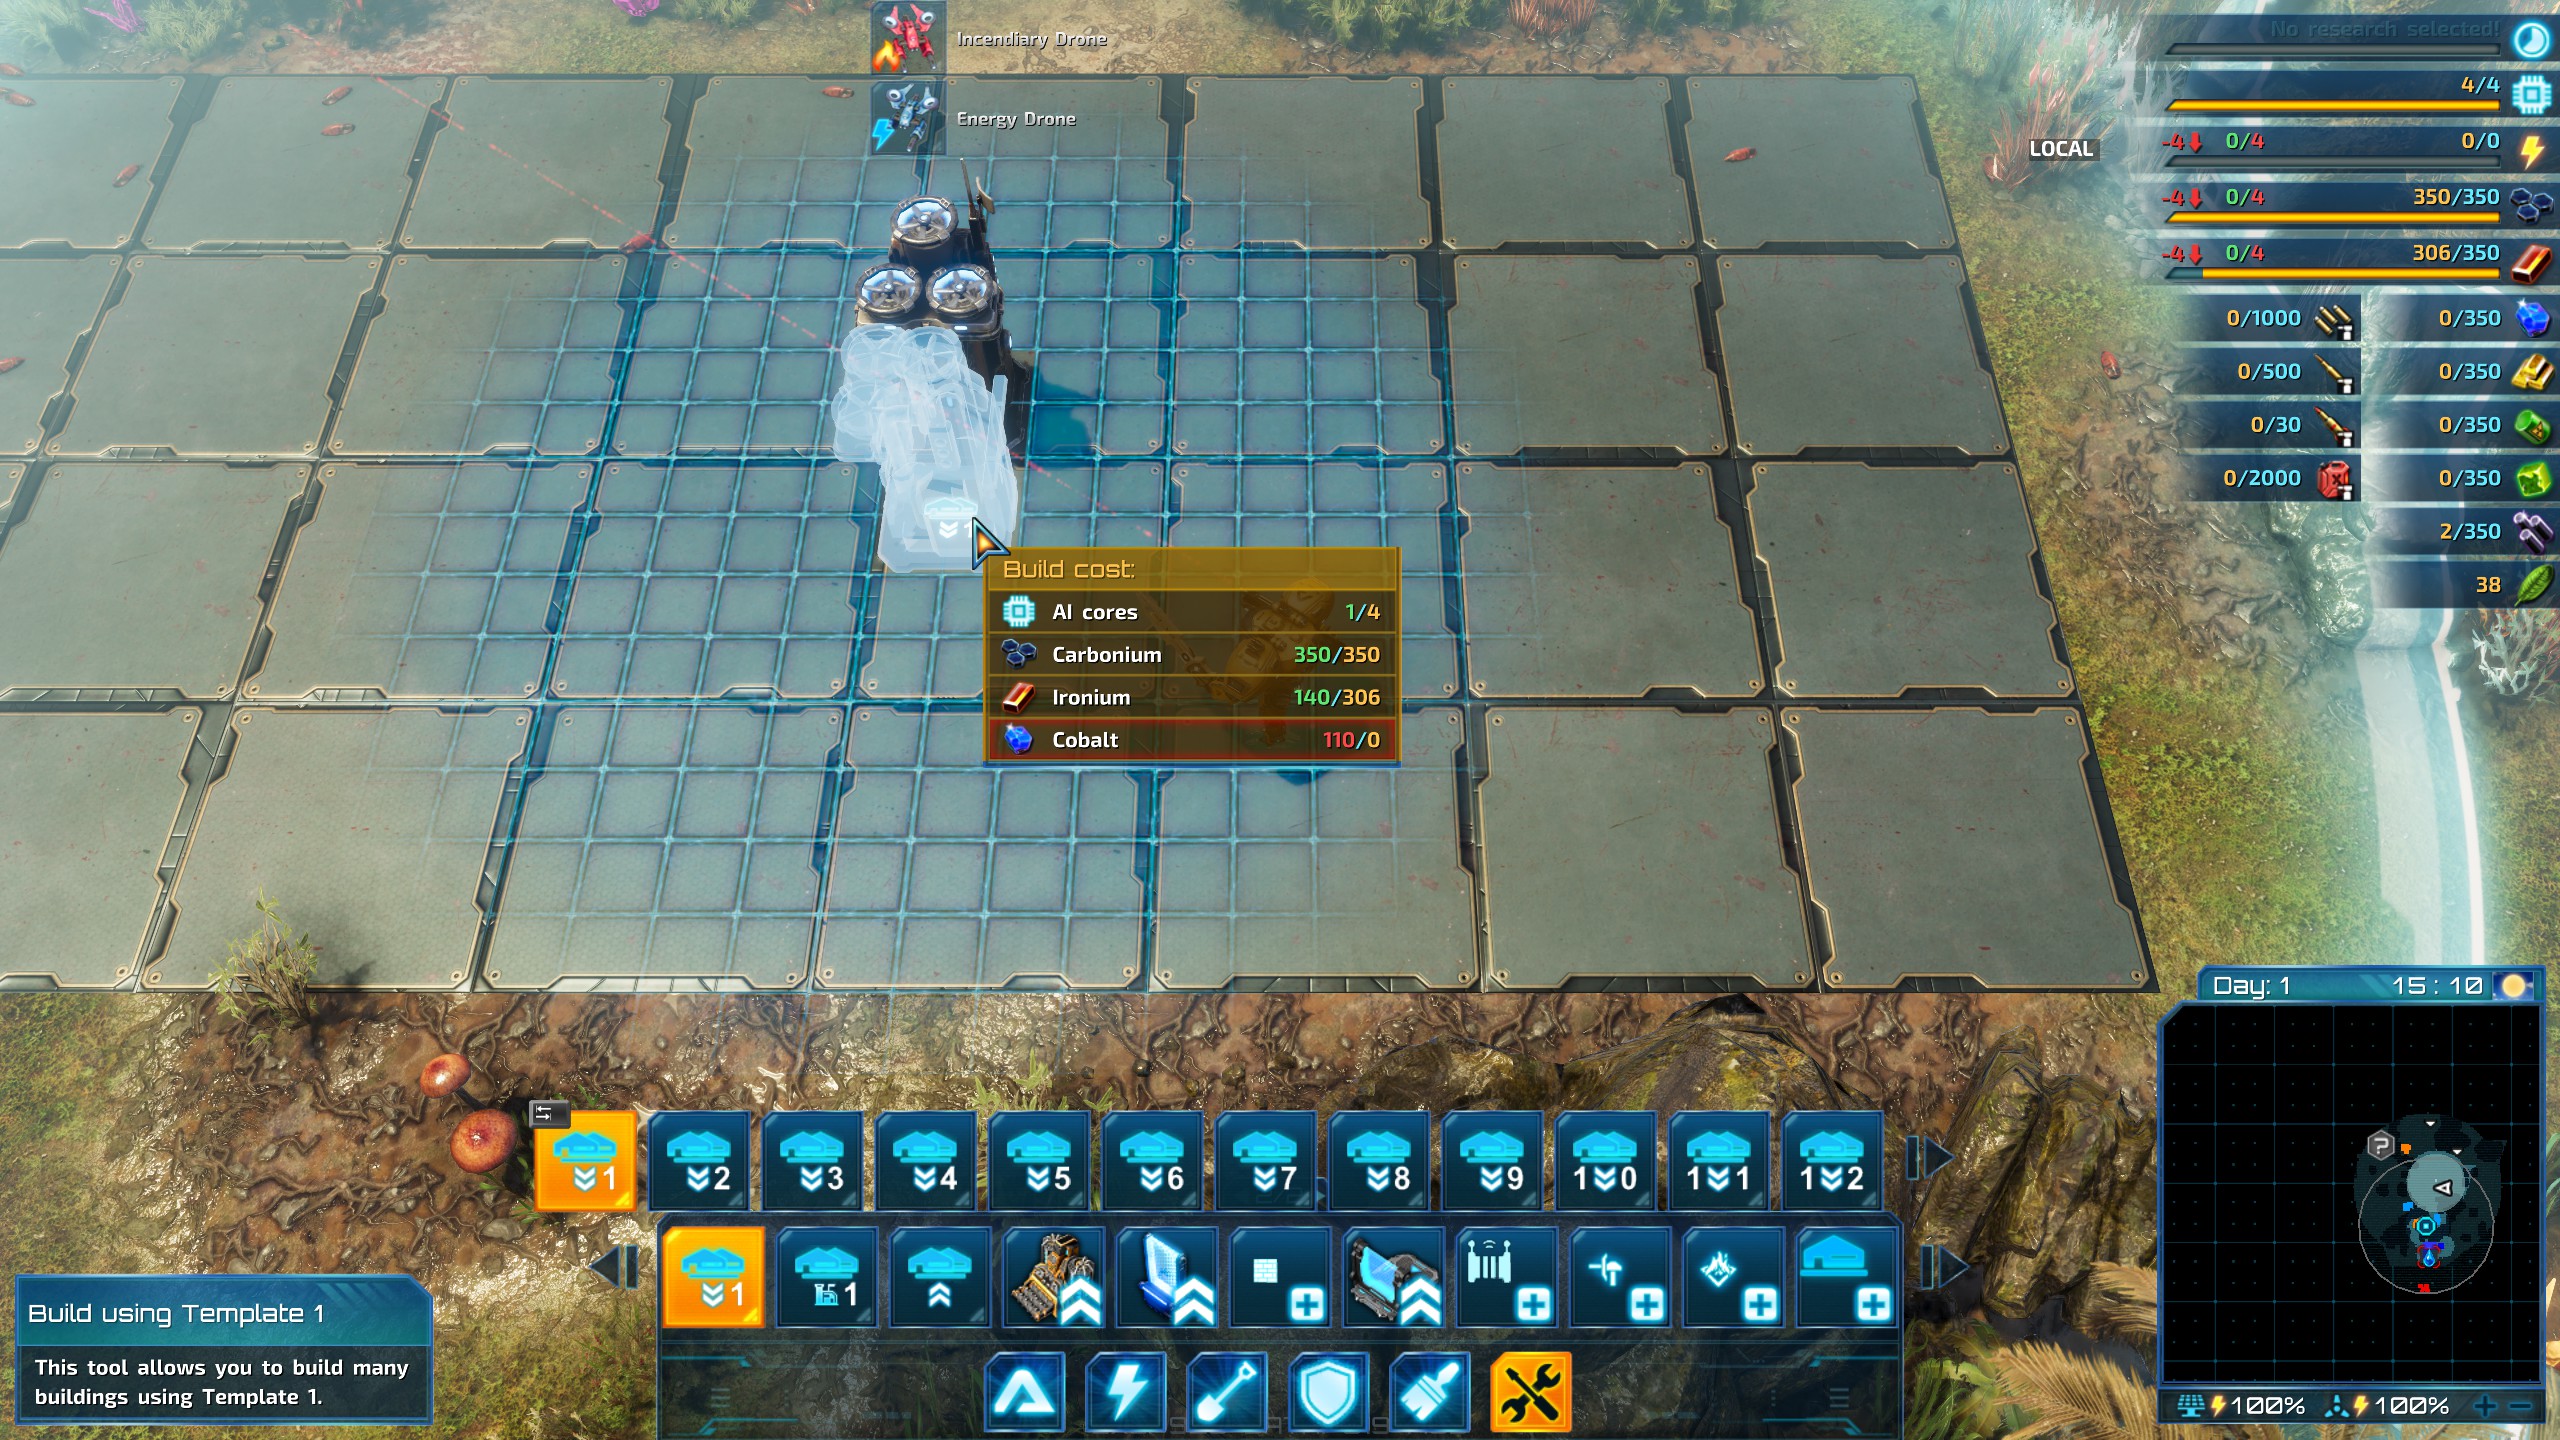 Incendiary Drone
Energy Drone
LOCAL
No research selected!
4/4
-4 0/4 0/0
-4 0/4 350/350
-4 0/4 306/350
0/1000 0/350
0/500 0/350
0/30 0/350
0/2000 0/350
2/350
38
1
Build cost:
AI cores 1/4
Carbonium 350/350
Ironium 140/306
Cobalt 110/0
Day: 1 15:10
1 2 3 4 5 6 7 8 9 10 11 12
1 1
Build using Template 1
This tool allows you to build many
buildings using Template 1.
100% 100%